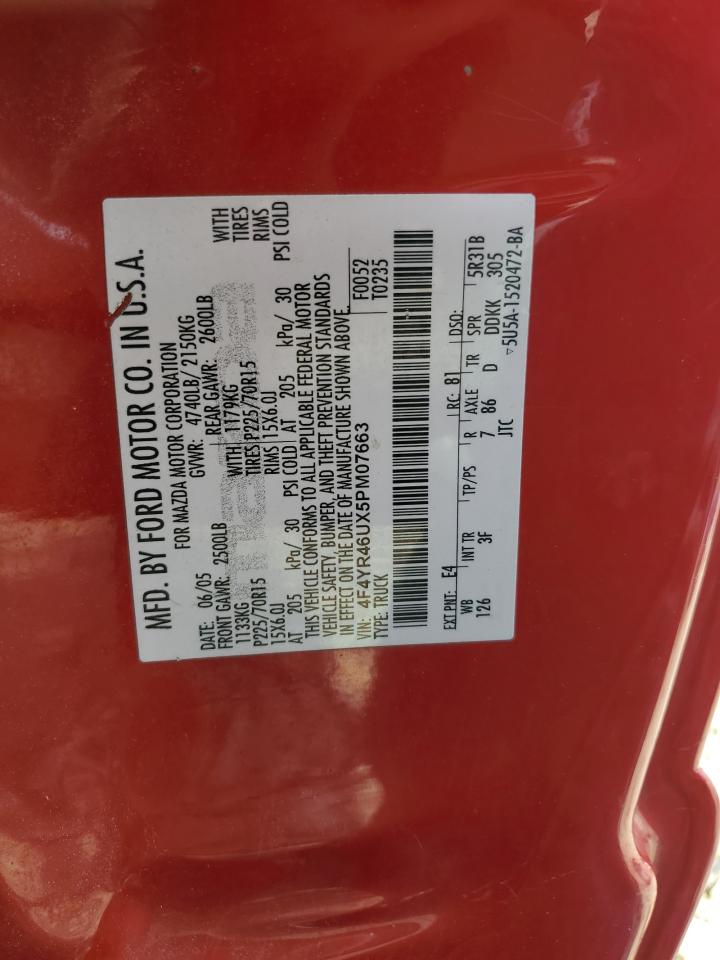 MFD. BY FORD MOTOR CO. IN U.S.A.
FOR MAZDA MOTOR CORPORATION
DATE: 06/05 GVWR: 4740LB/ 2150KG
FRONT GAWR: 2500LB REAR GAWR: 2600LB
1133KG WITH 1179KG WITH
P225/70R15 TIRES P225/70R15 TIRES
15X6.0J RIMS 15X6.0J RIMS
AT 205 kPa/ 30 PSI COLD AT 205 kPa/ 30 PSI COLD
THIS VEHICLE CONFORMS TO ALL APPLICABLE FEDERAL MOTOR
VEHICLE SAFETY, BUMPER, AND THEFT PREVENTION STANDARDS
IN EFFECT ON THE DATE OF MANUFACTURE SHOWN ABOVE.
VIN: 4F4YR46UX5PM07663 F0052
TYPE: TRUCK T0235
EXT PNT: E4 RC: 81 DSO:
WB INT TR TP/PS R AXLE TR SPR 5R31B
126 3F 7 86 D DDKK 305
JTC ▽5U5A-1520472-BA